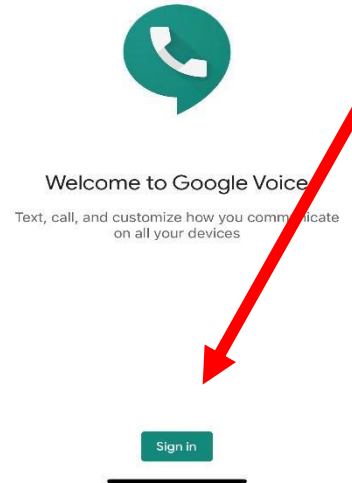 Welcome to Google Voice
Text, call, and customize how you communicate
on all your devices
Sign in